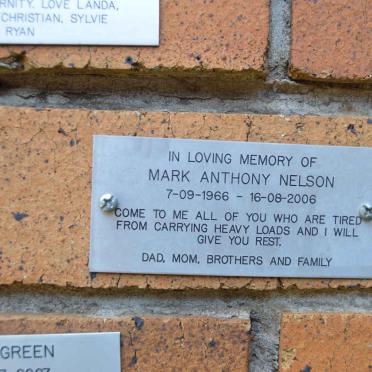 RNITY. LOVE LANDA,
CHRISTIAN, SYLVIE
RYAN
IN LOVING MEMORY OF
MARK ANTHONY NELSON
7-09-1966 - 16-08-2006
COME TO ME ALL OF YOU WHO ARE TIRED
FROM CARRYING HEAVY LOADS AND I WILL
GIVE YOU REST.
DAD, MOM, BROTHERS AND FAMILY
GREEN